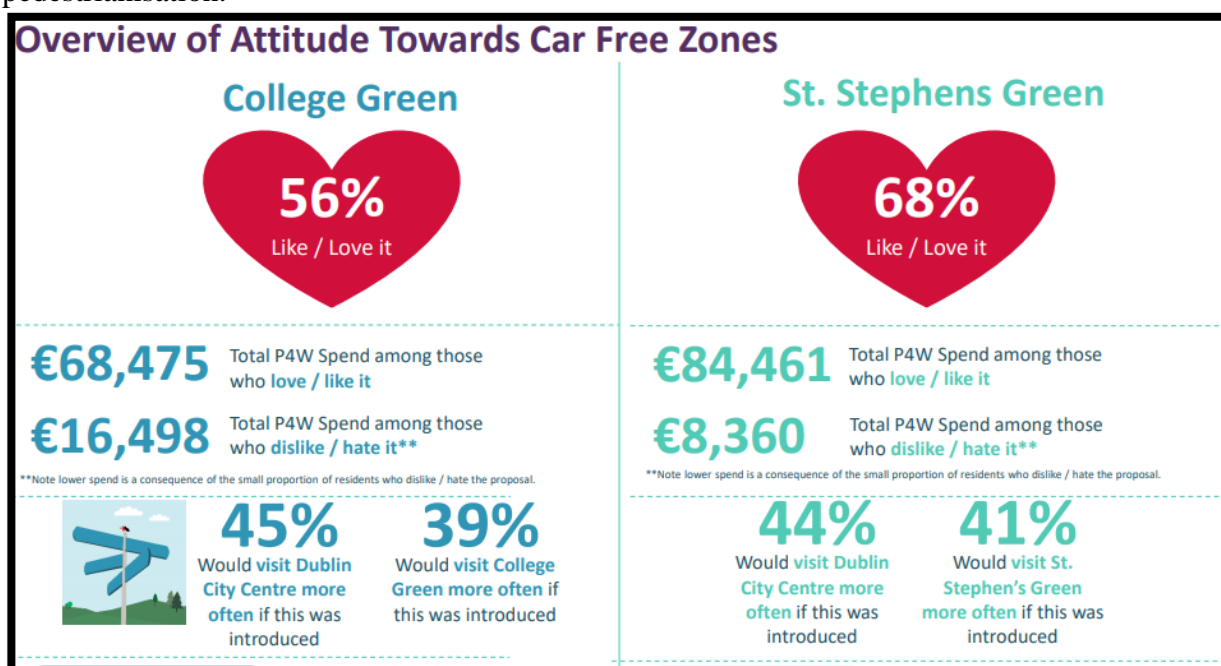 pedestrianisation.
Overview of Attitude Towards Car Free Zones
College Green
56%
Like / Love it
€68,475
Total P4W Spend among those
who love / like it
€16,498
Total P4W Spend among those
who dislike / hate it**
**Note lower spend is a consequence of the small proportion of residents who dislike / hate the proposal.
45%
Would visit Dublin
City Centre more
often if this was
introduced
39%
Would visit College
Green more often if
this was introduced
St. Stephens Green
68%
Like / Love it
€84,461
Total P4W Spend among those
who love / like it
€8,360
Total P4W Spend among those
who dislike / hate it**
**Note lower spend is a consequence of the small proportion of residents who dislike / hate the proposal.
44%
Would visit Dublin
City Centre more
often if this was
introduced
41%
Would visit St.
Stephen's Green
more often if this was
introduced